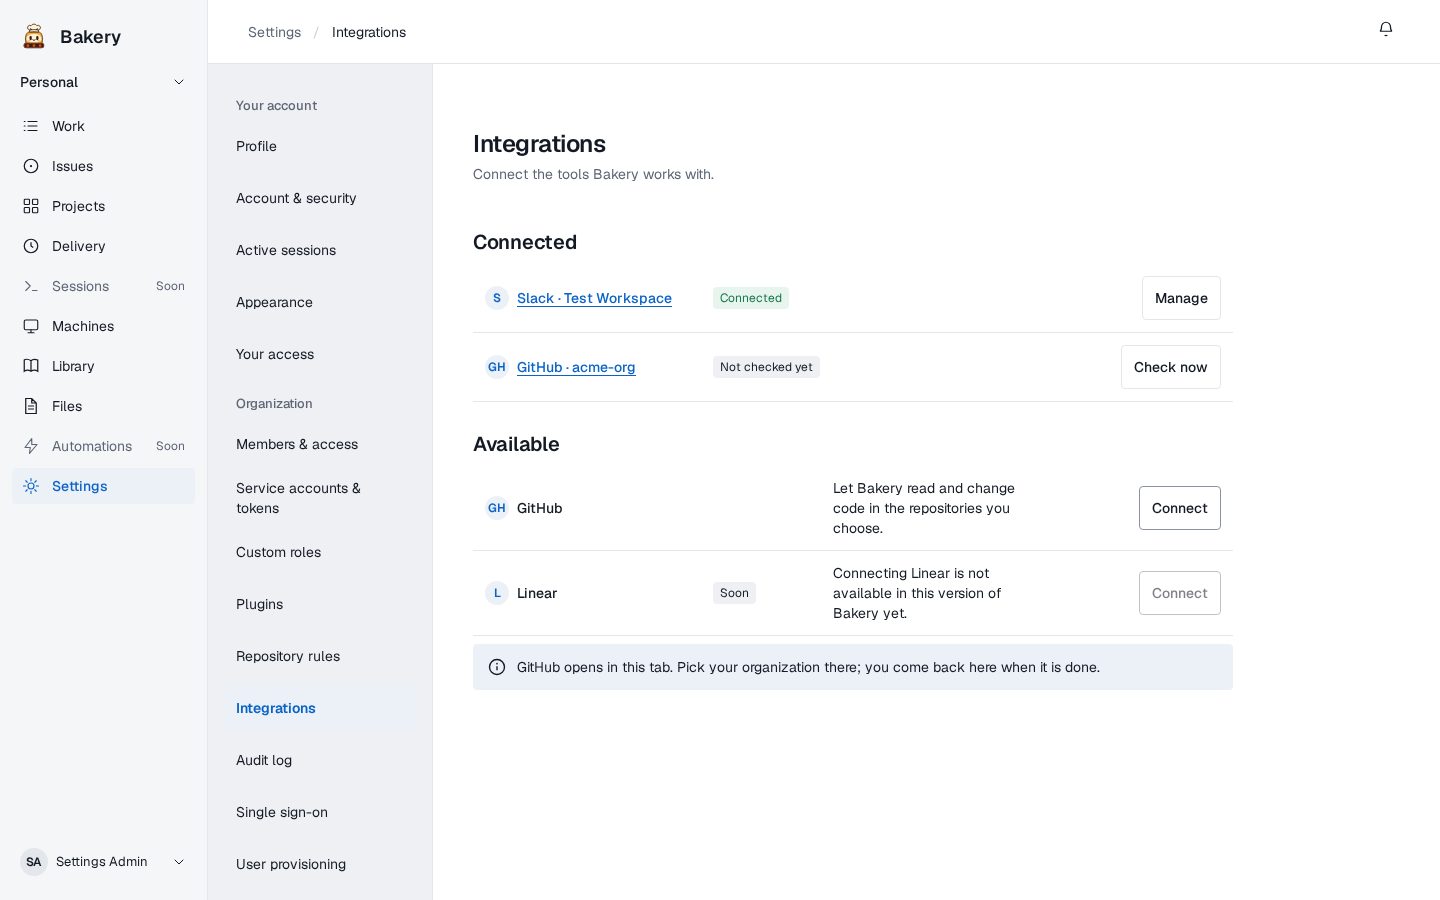 Bakery
Settings / Integrations
Personal
Work
Issues
Projects
Delivery
Sessions Soon
Machines
Library
Files
Automations Soon
Settings
SA Settings Admin
Your account
Profile
Account & security
Active sessions
Appearance
Your access
Organization
Members & access
Service accounts &
tokens
Custom roles
Plugins
Repository rules
Integrations
Audit log
Single sign-on
User provisioning
Integrations
Connect the tools Bakery works with.
Connected
S Slack · Test Workspace Connected Manage
GH GitHub · acme-org Not checked yet Check now
Available
GH GitHub
Let Bakery read and change
code in the repositories you
choose.
Connect
L Linear Soon
Connecting Linear is not
available in this version of
Bakery yet.
Connect
GitHub opens in this tab. Pick your organization there; you come back here when it is done.